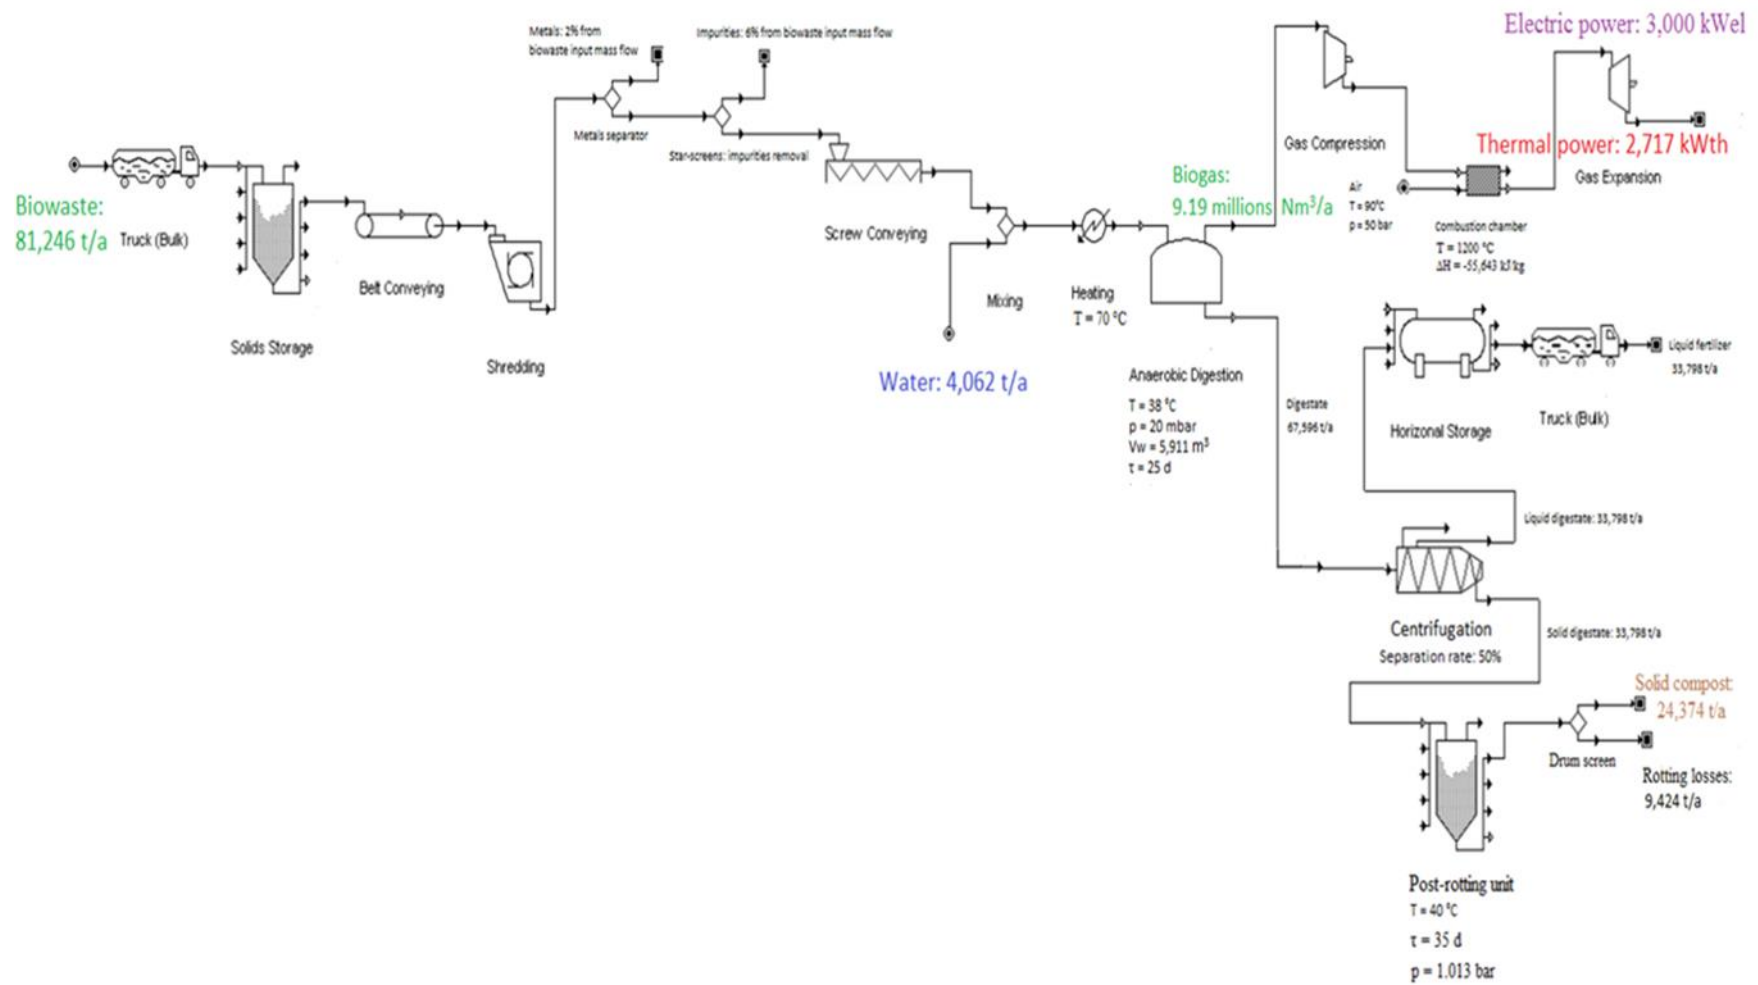 Metals: 2% from
biowaste input mass flow
Impurities: 6% from biowaste input mass flow
Electric power: 3,000 kWel
Metals separator
Star-screens: impurities removal
Gas Compression
Thermal power: 2,717 kWth
Gas Expansion
Biowaste:
81,246 t/a
Truck (Bulk)
Solids Storage
Belt Conveying
Shredding
Screw Conveying
Mixing
Water: 4,062 t/a
Heating
T = 70 °C
Biogas:
9.19 millions Nm³/a
Air
T = 90°C
p = 50 bar
Combustion chamber
T = 1200 °C
ΔH = -55,643 kJ/kg
Anaerobic Digestion
T = 38 °C
p = 20 mbar
Vw = 5,911 m³
τ = 25 d
Digestate
67,596 t/a
Horizonal Storage
Truck (Bulk)
Liquid fertilizer
33,798 t/a
Liquid digestate: 33,798 t/a
Centrifugation
Separation rate: 50%
Solid digestate: 33,798 t/a
Solid compost:
24,374 t/a
Drum screen
Rotting losses:
9,424 t/a
Post-rotting unit
T = 40 °C
τ = 35 d
p = 1.013 bar